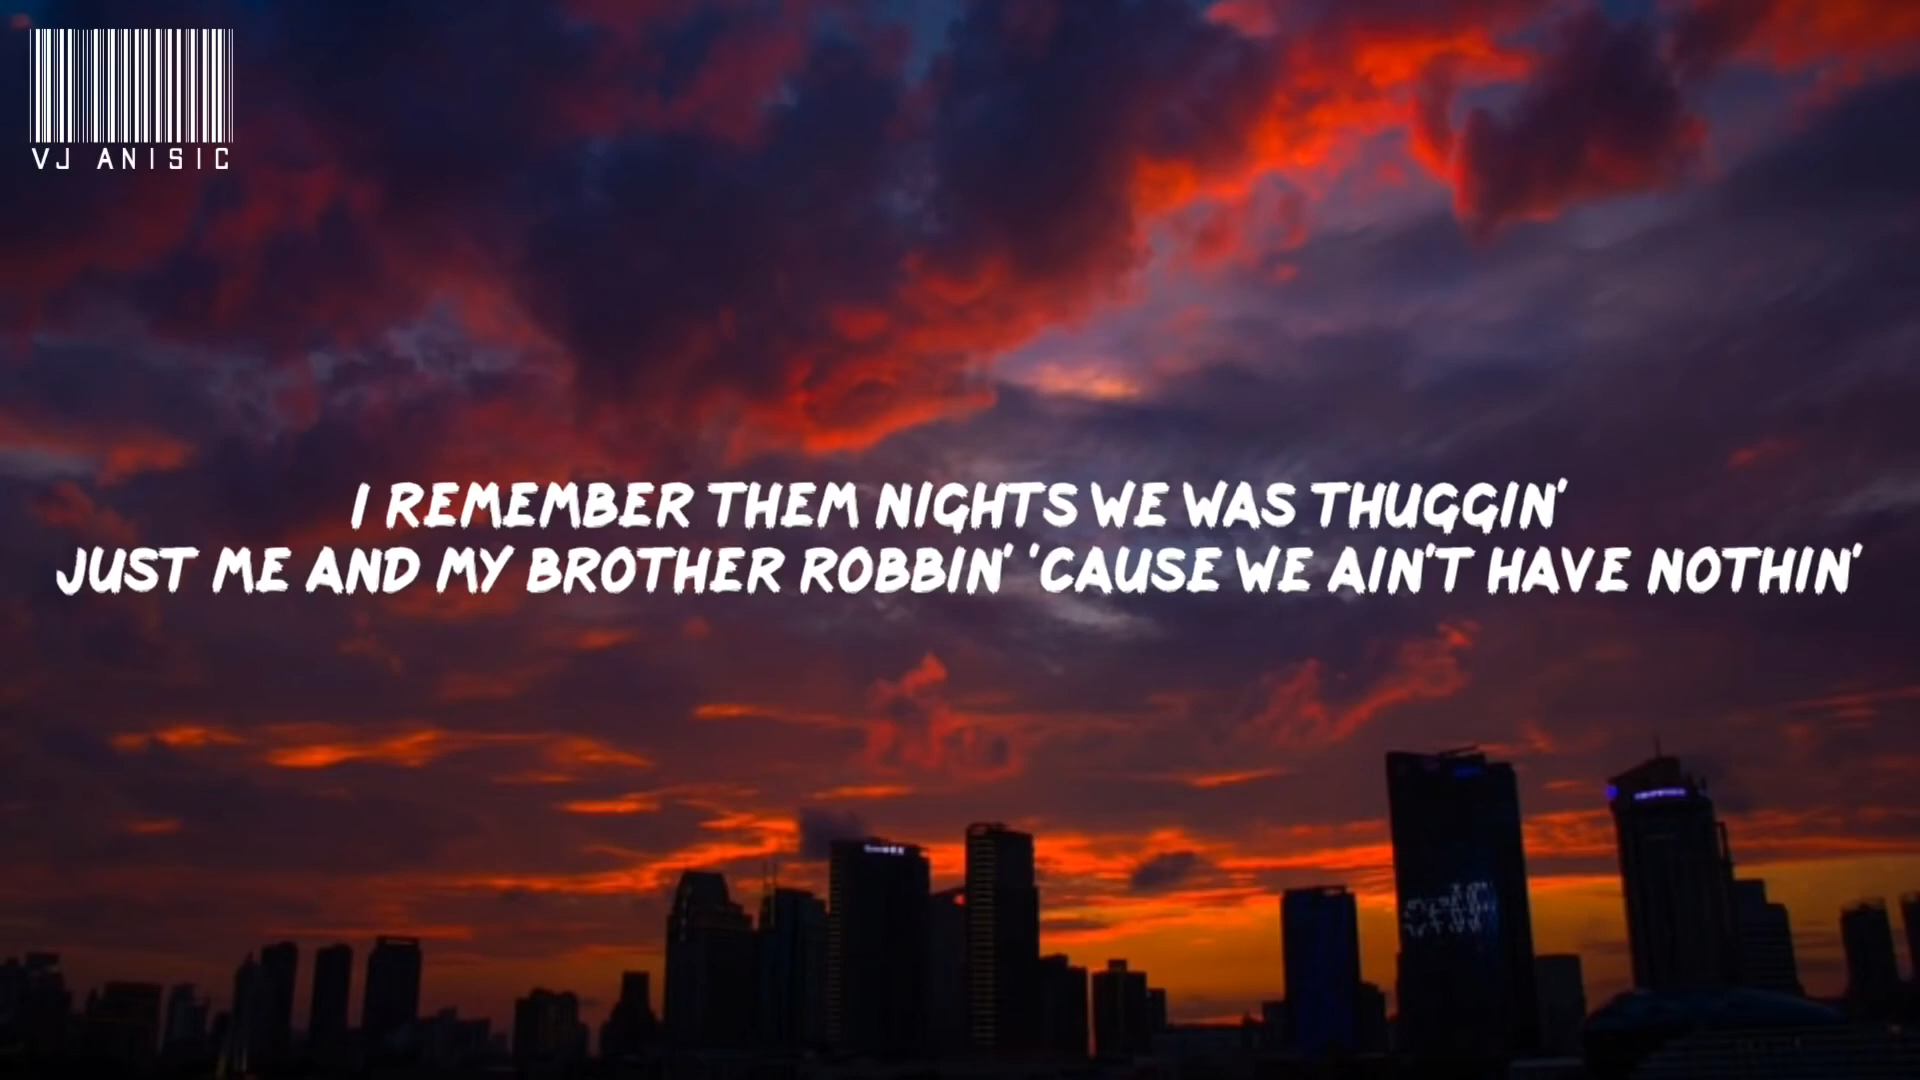 VJ ANISIC
I REMEMBER THEM NIGHTS WE WAS THUGGIN'
JUST ME AND MY BROTHER ROBBIN' 'CAUSE WE AIN'T HAVE NOTHIN'